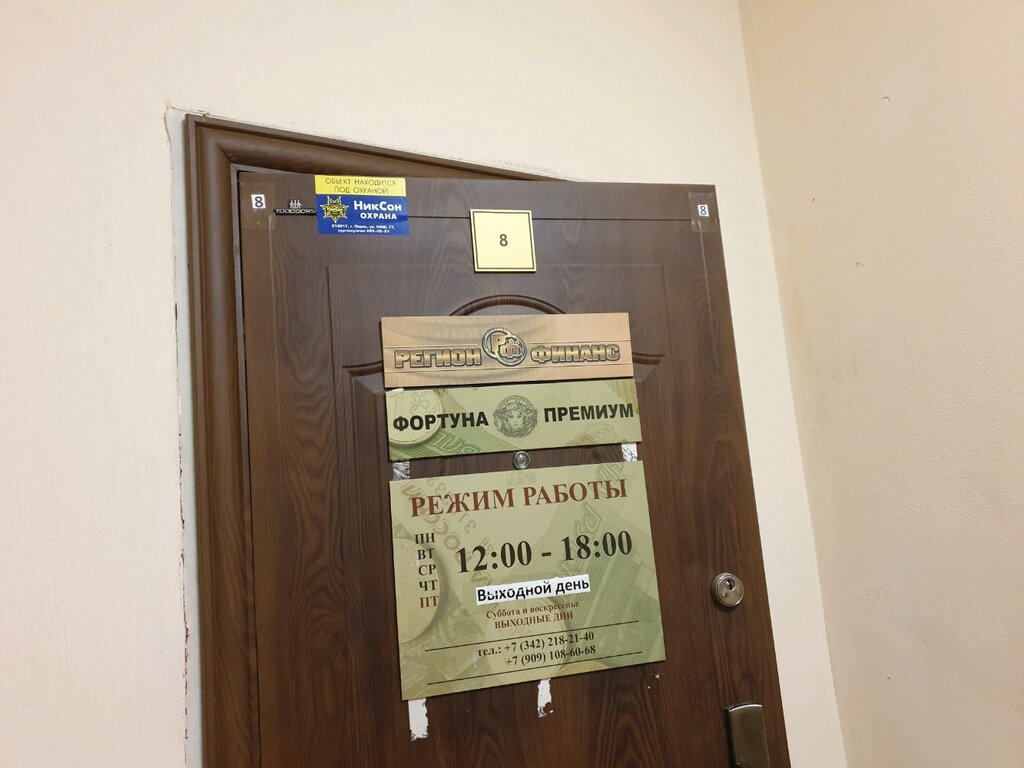 ОБЪЕКТ НАХОДИТСЯ
ПОД ОХРАНОЙ
НикСон
ОХРАНА
8
8
8
РЕГИОН РФ ФИНАНС
ФОРТУНА ПРЕМИУМ
РЕЖИМ РАБОТЫ
ПН
ВТ
СР
ЧТ
12:00 - 18:00
ПТ
Выходной день
Суббота и воскресенье
ВЫХОДНЫЕ ДНИ
тел.: +7 (342) 218-21-40
+7 (909) 108-60-68